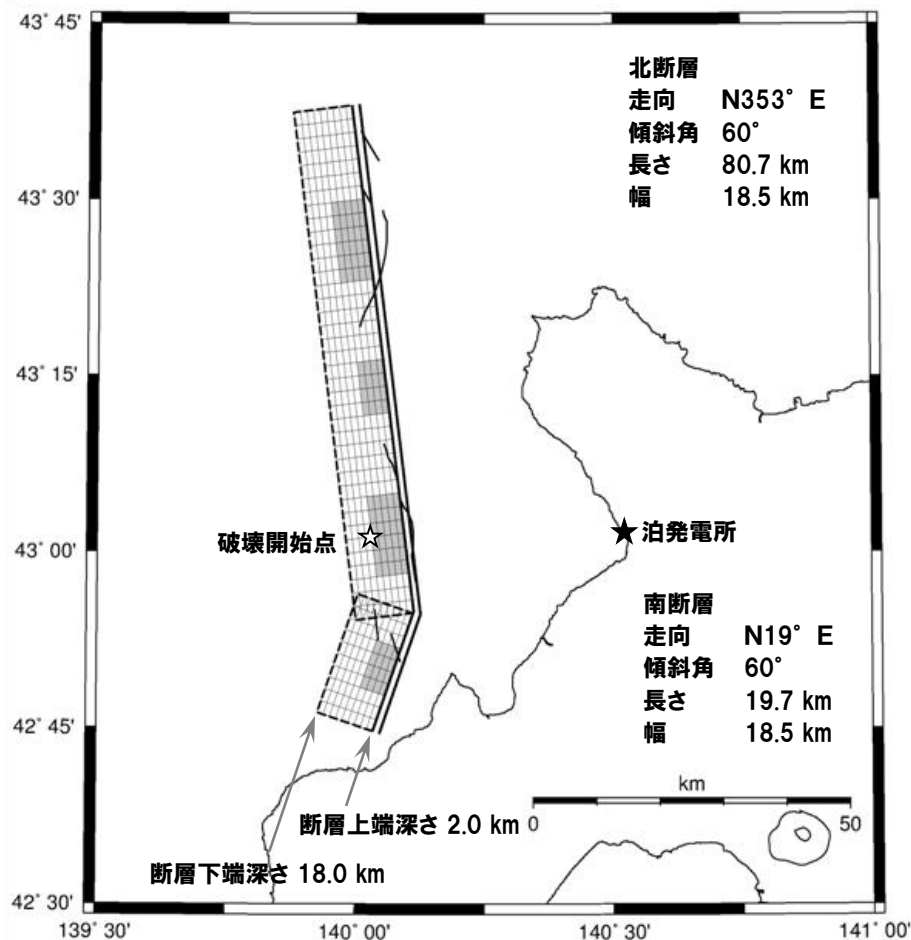 43° 45'
北断層
走向 N353° E
傾斜角 60°
長さ 80.7 km
幅 18.5 km
43° 30'
43° 15'
破壊開始点
泊発電所
43° 00'
南断層
走向 N19° E
傾斜角 60°
長さ 19.7 km
幅 18.5 km
42° 45'
km
0 50
断層上端深さ 2.0 km
断層下端深さ 18.0 km
42° 30'
139° 30' 140° 00' 140° 30' 141° 00'